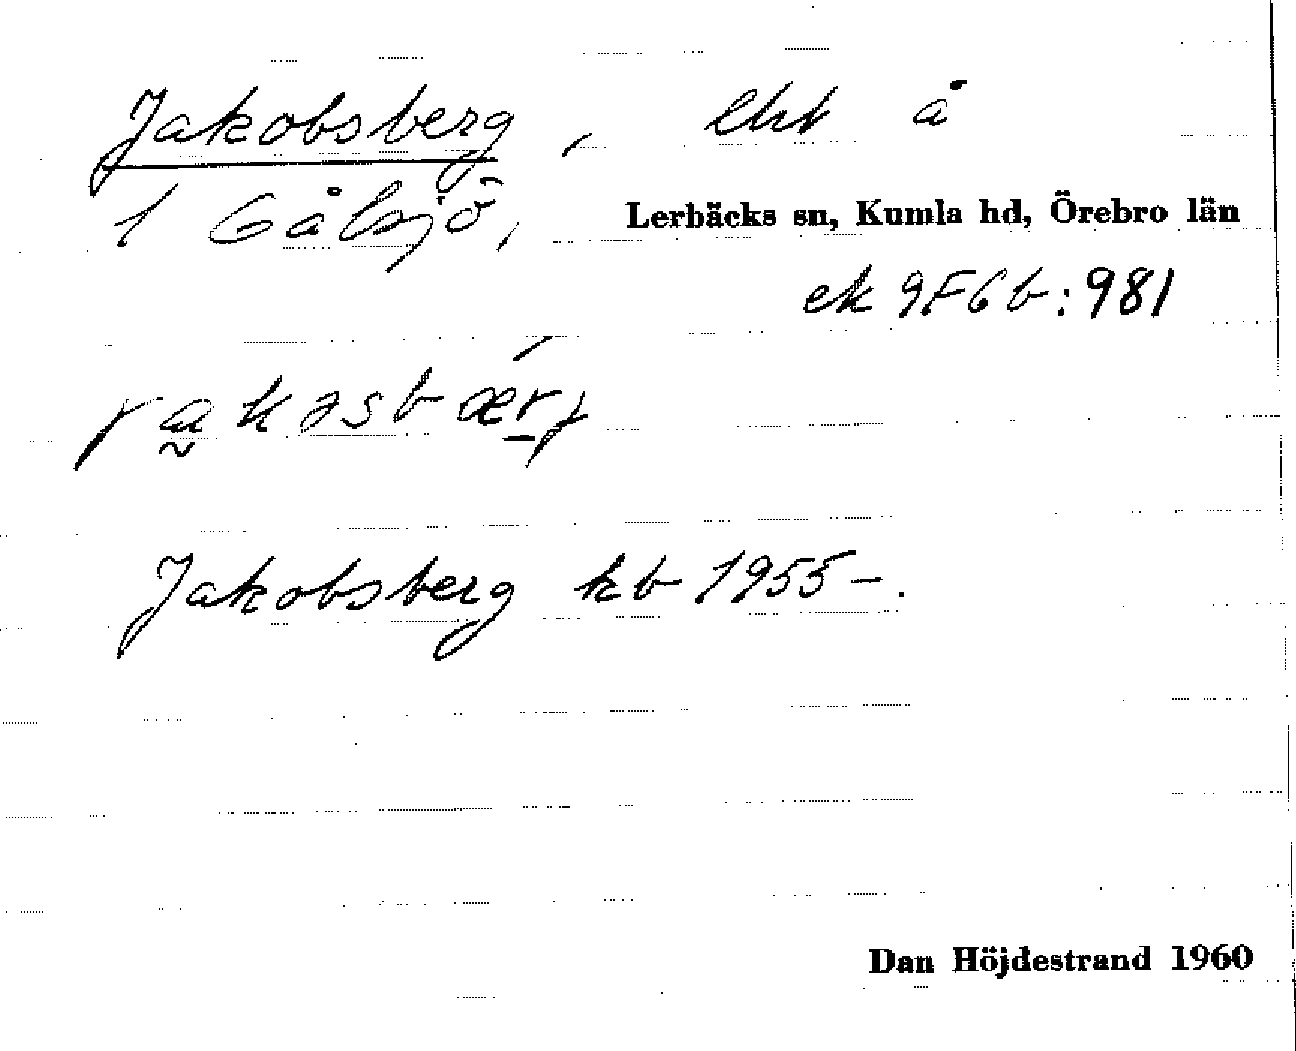 Jakobsberg, lht å
1 Gålsjö, Lerbäcks sn, Kumla hd, Örebro län
ek 9F6b:981
Jakobsberg kb 1955–.
Dan Höjdestrand 1960